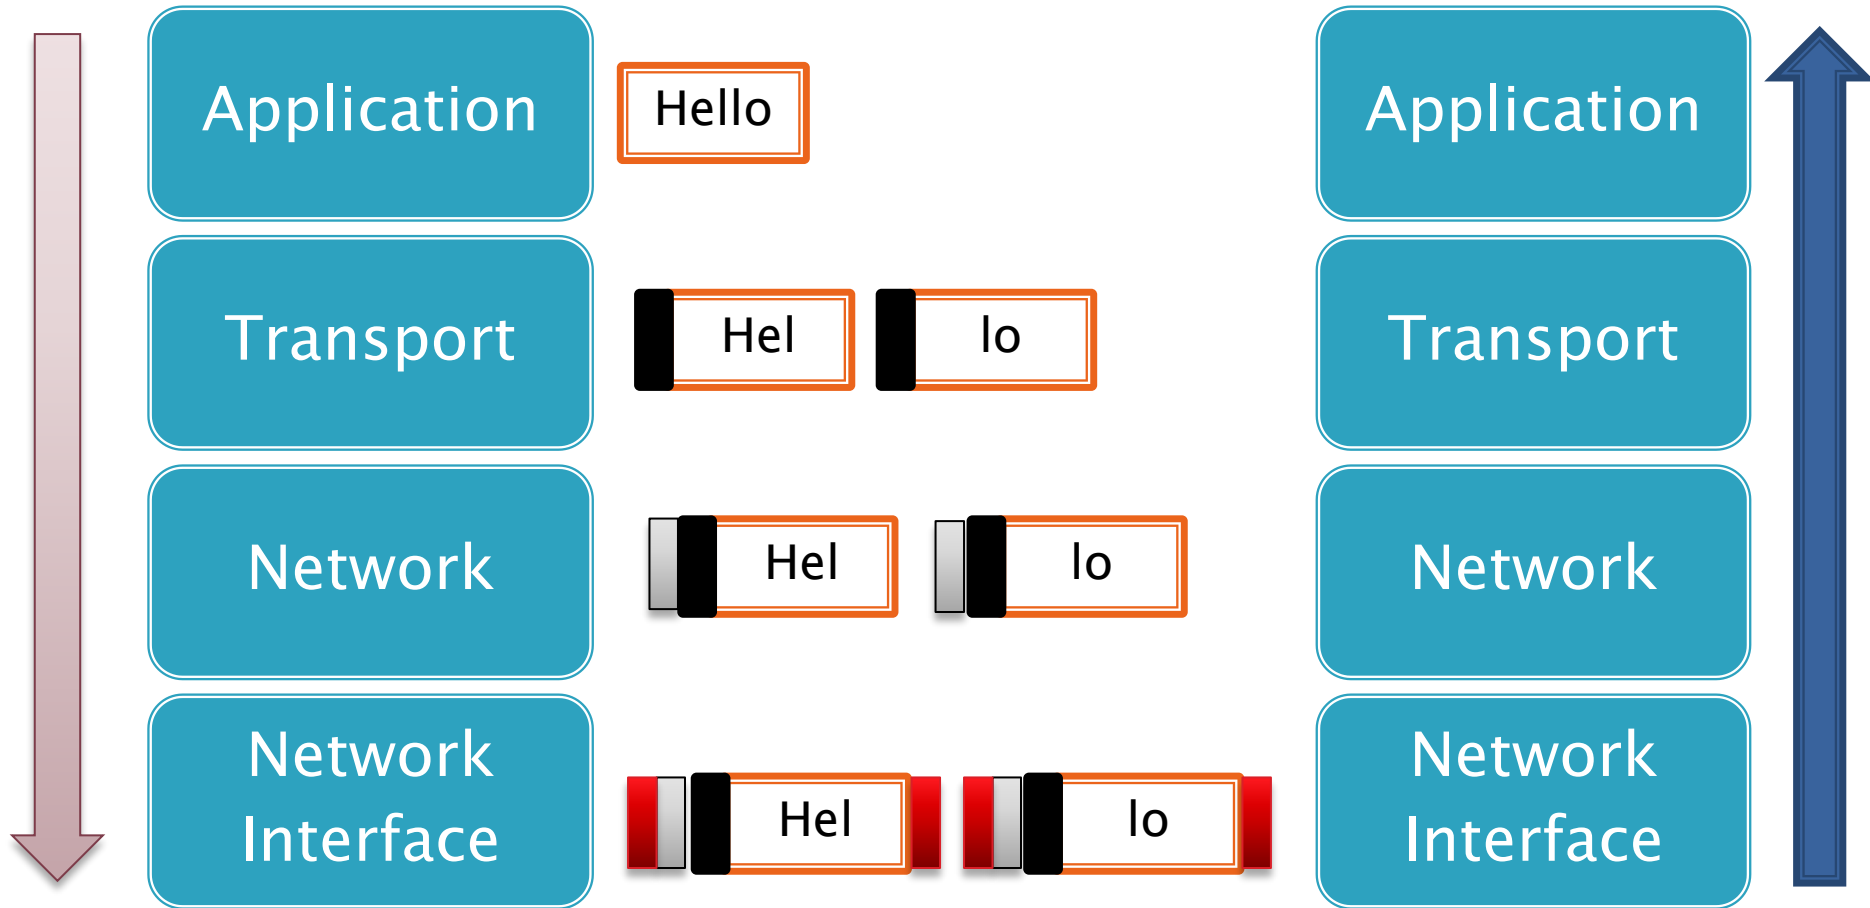 Application
Hello
Application
Transport
Hel
lo
Transport
Network
Hel
lo
Network
Network
Interface
Hel
lo
Network
Interface